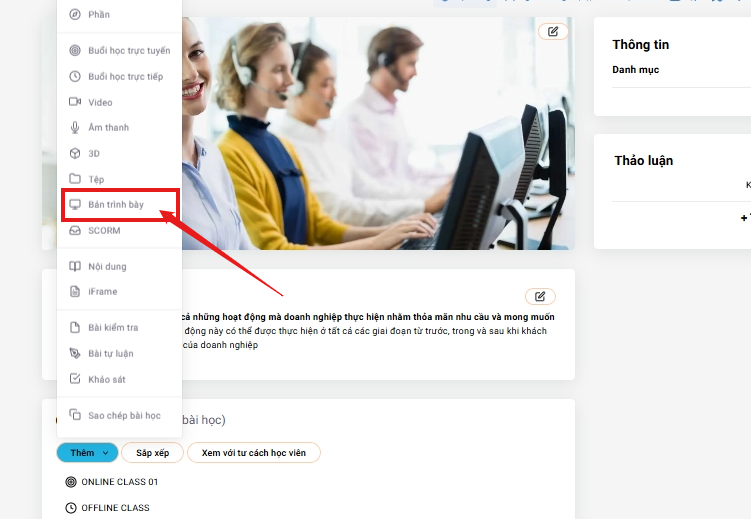 Phần
Buổi học trực tuyến
Buổi học trực tiếp
Video
Âm thanh
3D
Tệp
Bản trình bày
SCORM
Nội dung
iFrame
Bài kiểm tra
Bài tự luận
Khảo sát
Sao chép bài học
Thông tin
Danh mục
Thảo luận
những hoạt động mà doanh nghiệp thực hiện nhằm thỏa mãn nhu cầu và mong muốn
động này có thể được thực hiện ở tất cả các giai đoạn từ trước, trong và sau khi khách
của doanh nghiệp
bài học)
Thêm
Sắp xếp
Xem với tư cách học viên
ONLINE CLASS 01
OFFLINE CLASS